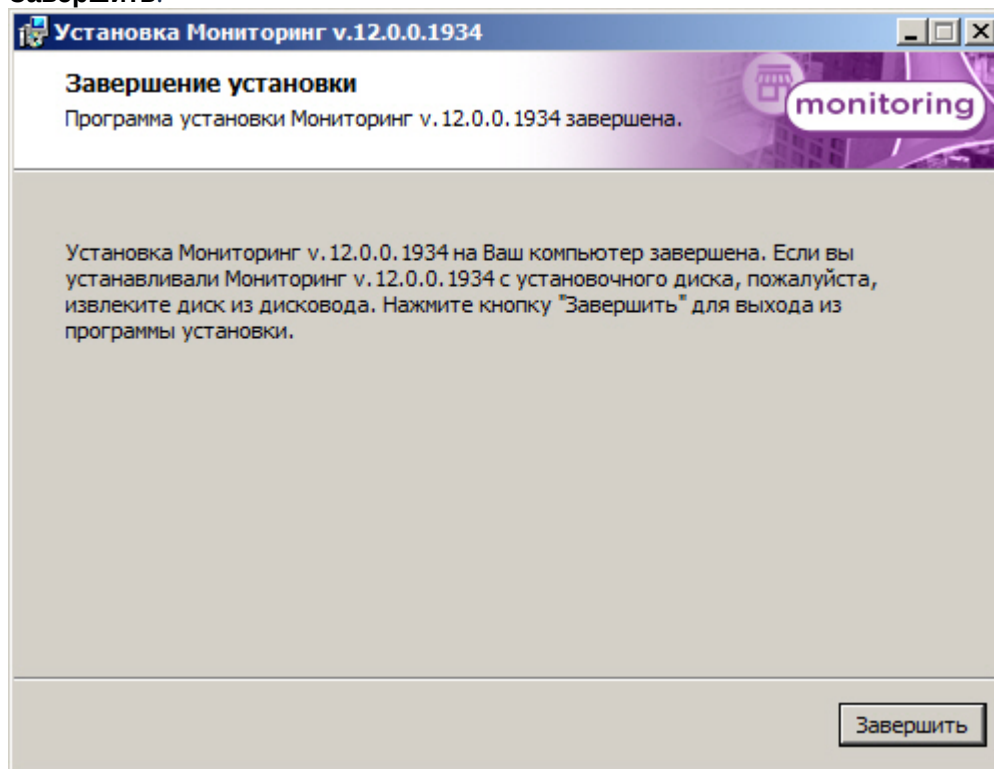 Завершить.
Установка Мониторинг v.12.0.0.1934
Завершение установки
Программа установки Мониторинг v.12.0.0.1934 завершена.
monitoring
Установка Мониторинг v.12.0.0.1934 на Ваш компьютер завершена. Если вы
устанавливали Мониторинг v.12.0.0.1934 с установочного диска, пожалуйста,
извлеките диск из дисковода. Нажмите кнопку "Завершить" для выхода из
программы установки.
Завершить